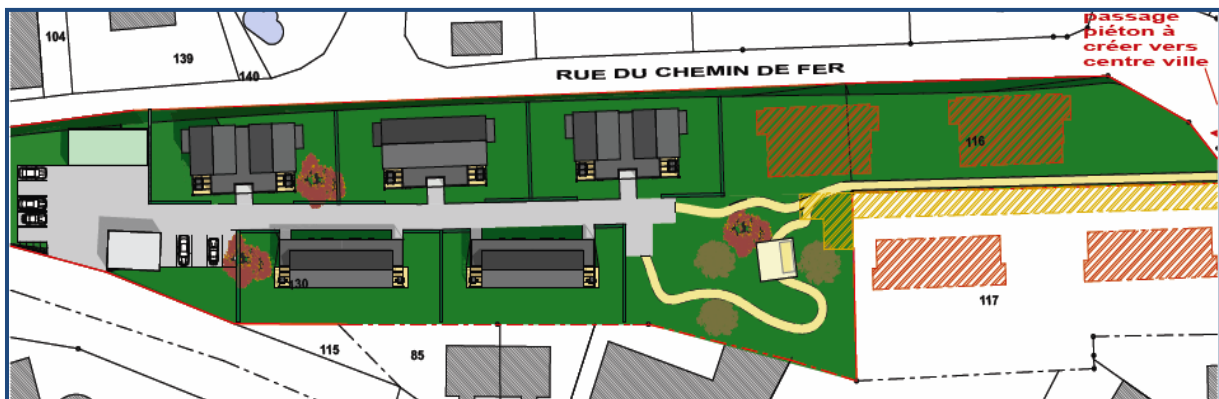 passage
piéton à
créer vers
centre ville
104
139
140
RUE DU CHEMIN DE FER
116
130
117
115
85